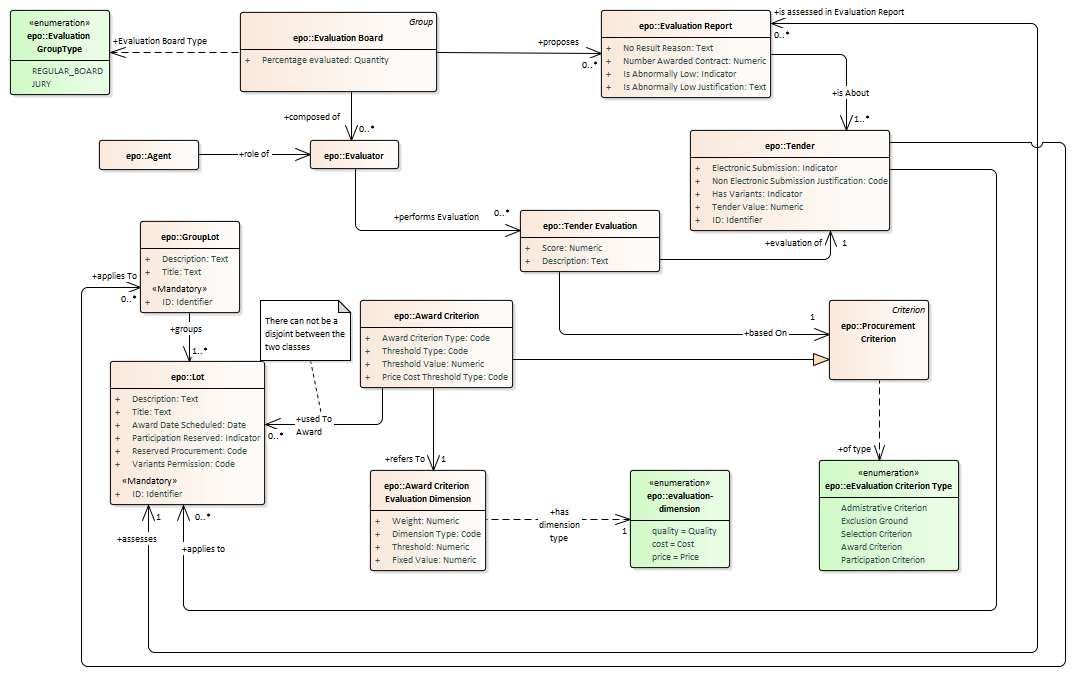 «enumeration»
epo::Evaluation
GroupType
REGULAR_BOARD
JURY
+Evaluation Board Type
Group
epo::Evaluation Board
+ Percentage evaluated: Quantity
+proposes
0..*
epo::Evaluation Report
+ No Result Reason: Text
+ Number Awarded Contract: Numeric
+ Is Abnormally Low: Indicator
+ Is Abnormally Low Justification: Text
+is assessed in Evaluation Report
0..*
+is About
1..*
+composed of
0..*
epo::Agent
+role of
epo::Evaluator
epo::Tender
+ Electronic Submission: Indicator
+ Non Electronic Submission Justification: Code
+ Has Variants: Indicator
+ Tender Value: Numeric
+ ID: Identifier
+performs Evaluation
0..*
epo::Tender Evaluation
+ Score: Numeric
+ Description: Text
+evaluation of
1
epo::GroupLot
+ Description: Text
+ Title: Text
«Mandatory»
+ ID: Identifier
+applies To
0..*
+groups
1..*
There can not be a
disjoint between the
two classes
epo::Award Criterion
+ Award Criterion Type: Code
+ Threshold Type: Code
+ Threshold Value: Numeric
+ Price Cost Threshold Type: Code
1
+based On
Criterion
epo::Procurement
Criterion
epo::Lot
+ Description: Text
+ Title: Text
+ Award Date Scheduled: Date
+ Participation Reserved: Indicator
+ Reserved Procurement: Code
+ Variants Permission: Code
«Mandatory»
+ ID: Identifier
+used To
Award
0..*
+refers To
1
+of type
epo::Award Criterion
Evaluation Dimension
+ Weight: Numeric
+ Dimension Type: Code
+ Threshold: Numeric
+ Fixed Value: Numeric
+has
dimension
type
1
«enumeration»
epo::evaluation-
dimension
quality = Quality
cost = Cost
price = Price
«enumeration»
epo::eEvaluation Criterion Type
Admistrative Criterion
Exclusion Ground
Selection Criterion
Award Criterion
Participation Criterion
1
+assesses
0..*
+applies to